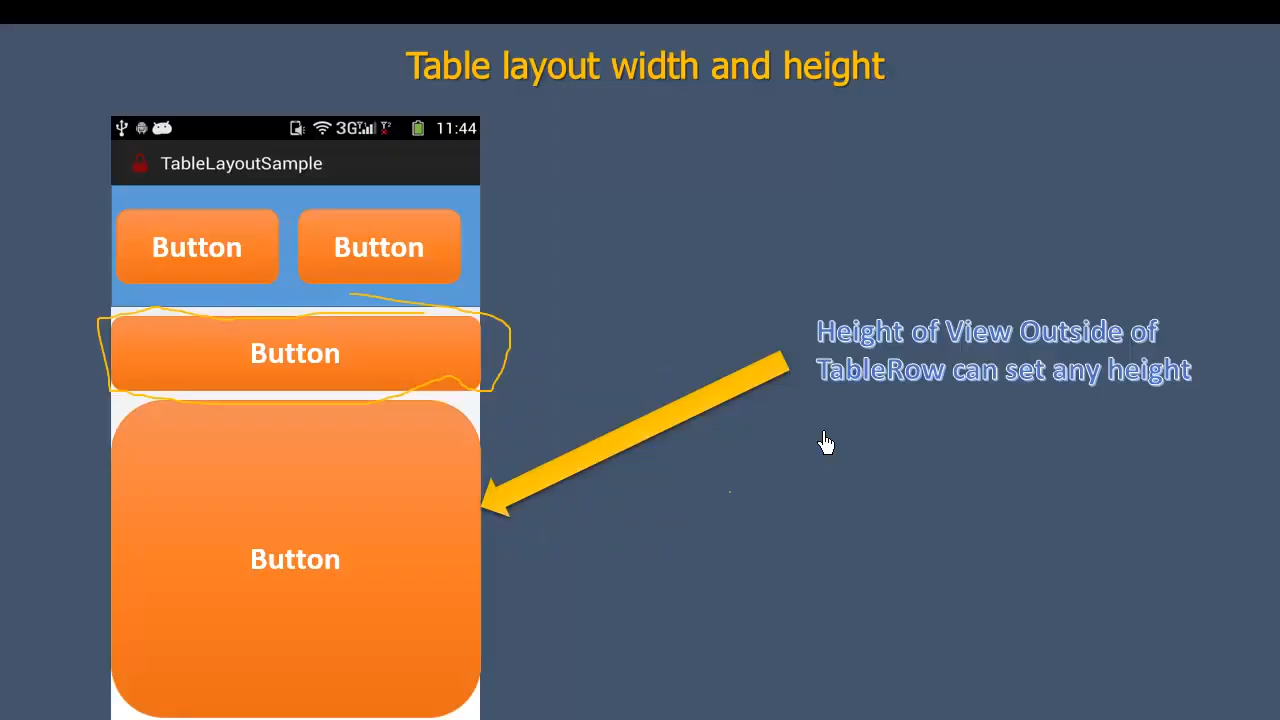 Table layout width and height
3G 11:44
TableLayoutSample
Button Button
Button
Height of View Outside of
TableRow can set any height
Button